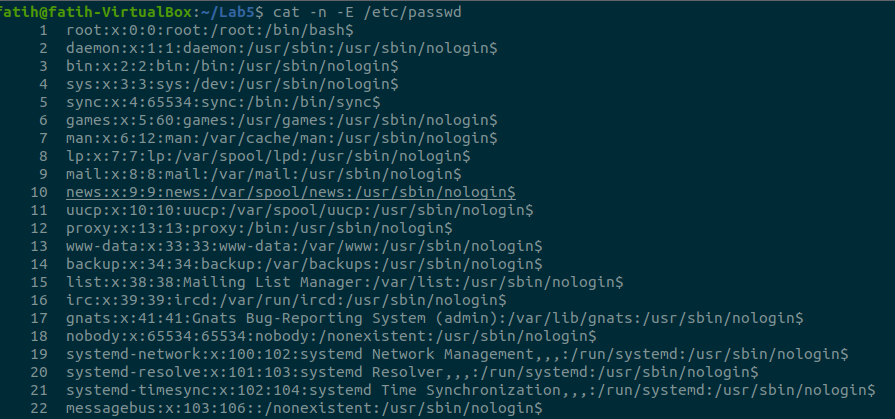 fatih@fatih-VirtualBox:~/Lab5$ cat -n -E /etc/passwd
1 root:x:0:0:root:/root:/bin/bash$
2 daemon:x:1:1:daemon:/usr/sbin:/usr/sbin/nologin$
3 bin:x:2:2:bin:/bin:/usr/sbin/nologin$
4 sys:x:3:3:sys:/dev:/usr/sbin/nologin$
5 sync:x:4:65534:sync:/bin:/bin/sync$
6 games:x:5:60:games:/usr/games:/usr/sbin/nologin$
7 man:x:6:12:man:/var/cache/man:/usr/sbin/nologin$
8 lp:x:7:7:lp:/var/spool/lpd:/usr/sbin/nologin$
9 mail:x:8:8:mail:/var/mail:/usr/sbin/nologin$
10 news:x:9:9:news:/var/spool/news:/usr/sbin/nologin$
11 uucp:x:10:10:uucp:/var/spool/uucp:/usr/sbin/nologin$
12 proxy:x:13:13:proxy:/bin:/usr/sbin/nologin$
13 www-data:x:33:33:www-data:/var/www:/usr/sbin/nologin$
14 backup:x:34:34:backup:/var/backups:/usr/sbin/nologin$
15 list:x:38:38:Mailing List Manager:/var/list:/usr/sbin/nologin$
16 irc:x:39:39:ircd:/var/run/ircd:/usr/sbin/nologin$
17 gnats:x:41:41:Gnats Bug-Reporting System (admin):/var/lib/gnats:/usr/sbin/nologin$
18 nobody:x:65534:65534:nobody:/nonexistent:/usr/sbin/nologin$
19 systemd-network:x:100:102:systemd Network Management,,,:/run/systemd:/usr/sbin/nologin$
20 systemd-resolve:x:101:103:systemd Resolver,,,:/run/systemd:/usr/sbin/nologin$
21 systemd-timesync:x:102:104:systemd Time Synchronization,,,:/run/systemd:/usr/sbin/nologin$
22 messagebus:x:103:106::/nonexistent:/usr/sbin/nologin$